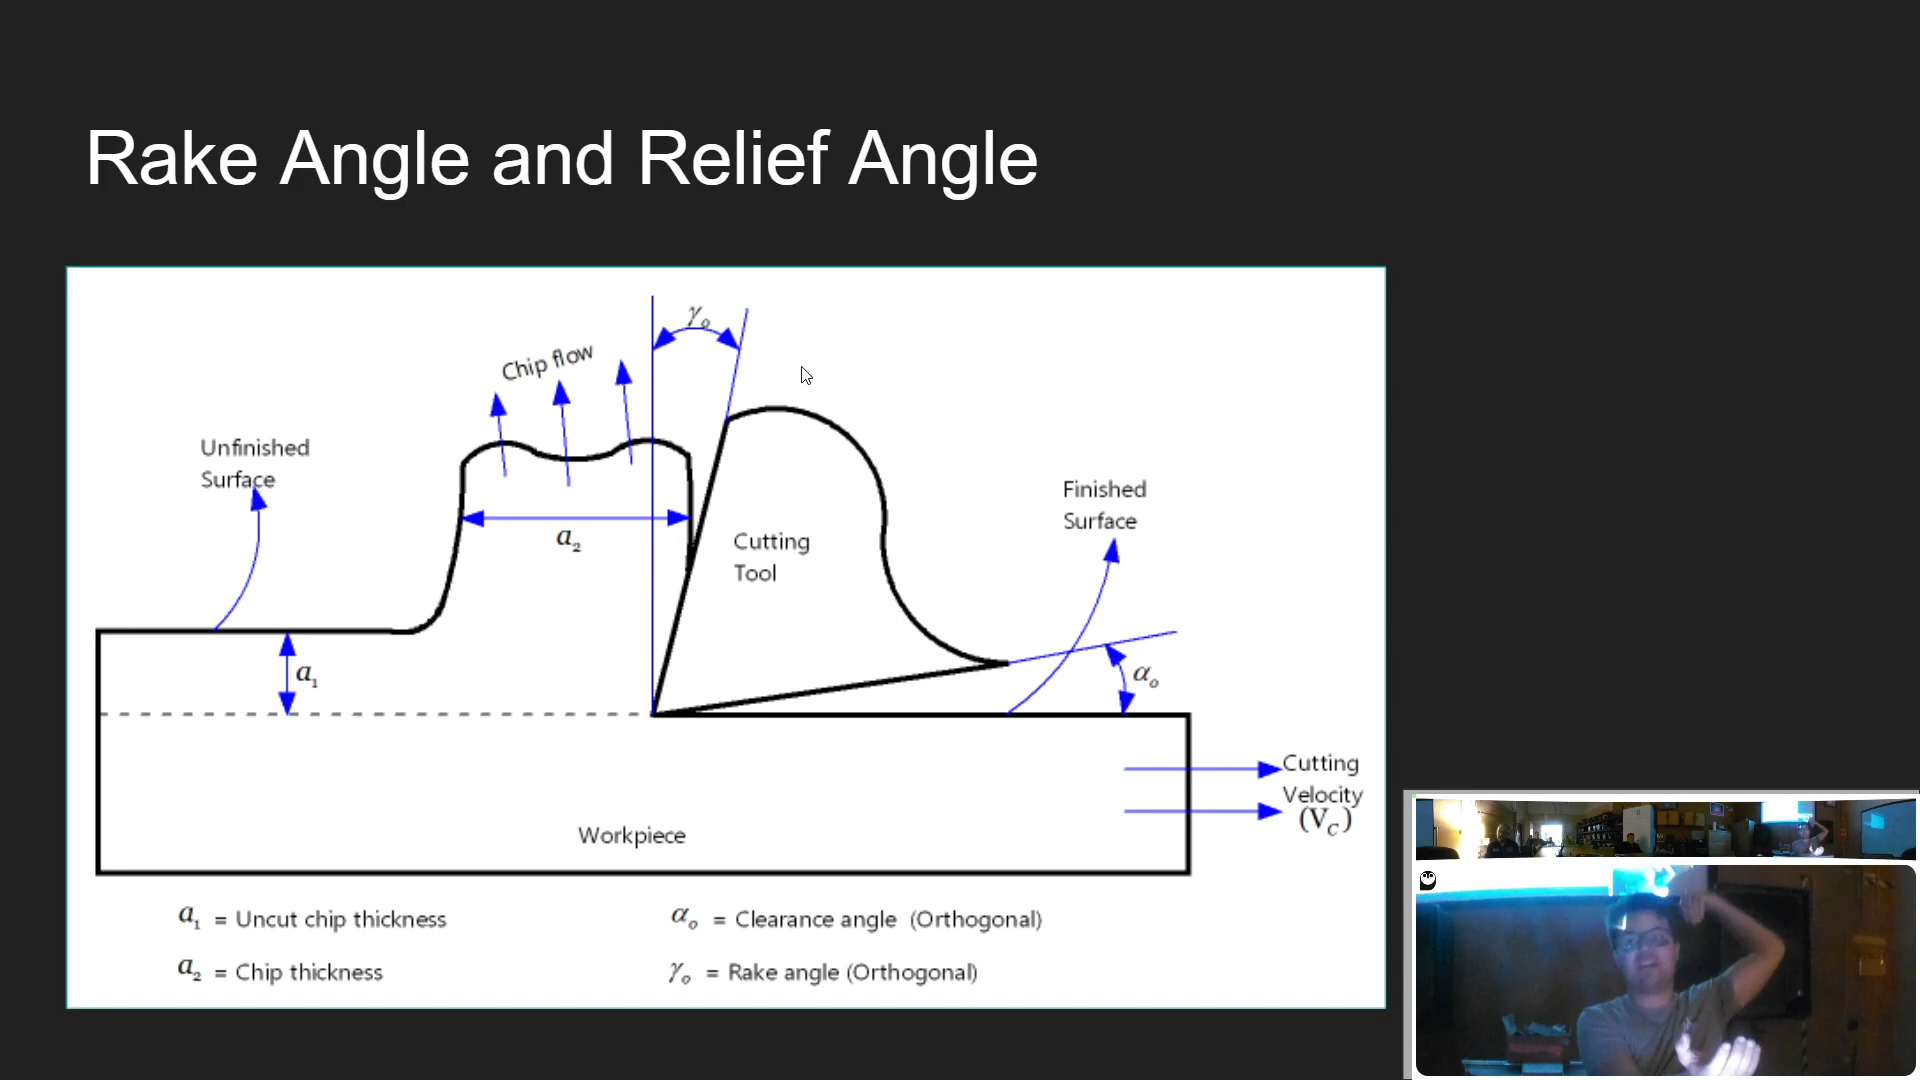 Rake Angle and Relief Angle
γₒ
Chip flow
Unfinished
Surface
a₂
Cutting
Tool
Finished
Surface
a₁
αₒ
Cutting
Velocity
(V_C)
Workpiece
a₁ = Uncut chip thickness
αₒ = Clearance angle (Orthogonal)
a₂ = Chip thickness
γₒ = Rake angle (Orthogonal)